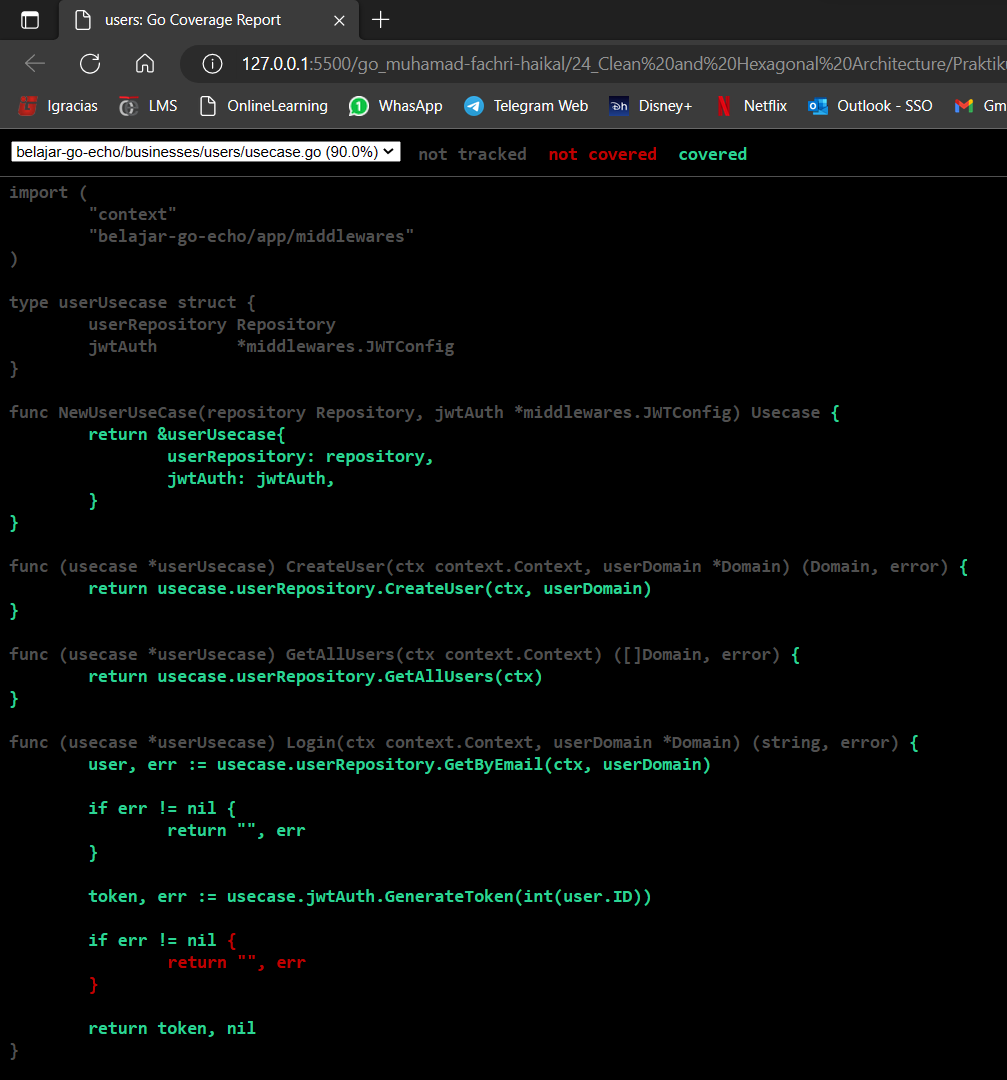 users: Go Coverage Report
127.0.0.1:5500/go_muhamad-fachri-haikal/24_Clean%20and%20Hexagonal%20Architecture/Praktiku
Igracias LMS OnlineLearning WhasApp Telegram Web Disney+ Netflix Outlook - SSO Gm
belajar-go-echo/businesses/users/usecase.go (90.0%) not tracked not covered covered
import (
"context"
"belajar-go-echo/app/middlewares"
)
type userUsecase struct {
userRepository Repository
jwtAuth *middlewares.JWTConfig
}
func NewUserUseCase(repository Repository, jwtAuth *middlewares.JWTConfig) Usecase {
return &userUsecase{
userRepository: repository,
jwtAuth: jwtAuth,
}
}
func (usecase *userUsecase) CreateUser(ctx context.Context, userDomain *Domain) (Domain, error) {
return usecase.userRepository.CreateUser(ctx, userDomain)
}
func (usecase *userUsecase) GetAllUsers(ctx context.Context) ([]Domain, error) {
return usecase.userRepository.GetAllUsers(ctx)
}
func (usecase *userUsecase) Login(ctx context.Context, userDomain *Domain) (string, error) {
user, err := usecase.userRepository.GetByEmail(ctx, userDomain)
if err != nil {
return "", err
}
token, err := usecase.jwtAuth.GenerateToken(int(user.ID))
if err != nil {
return "", err
}
return token, nil
}